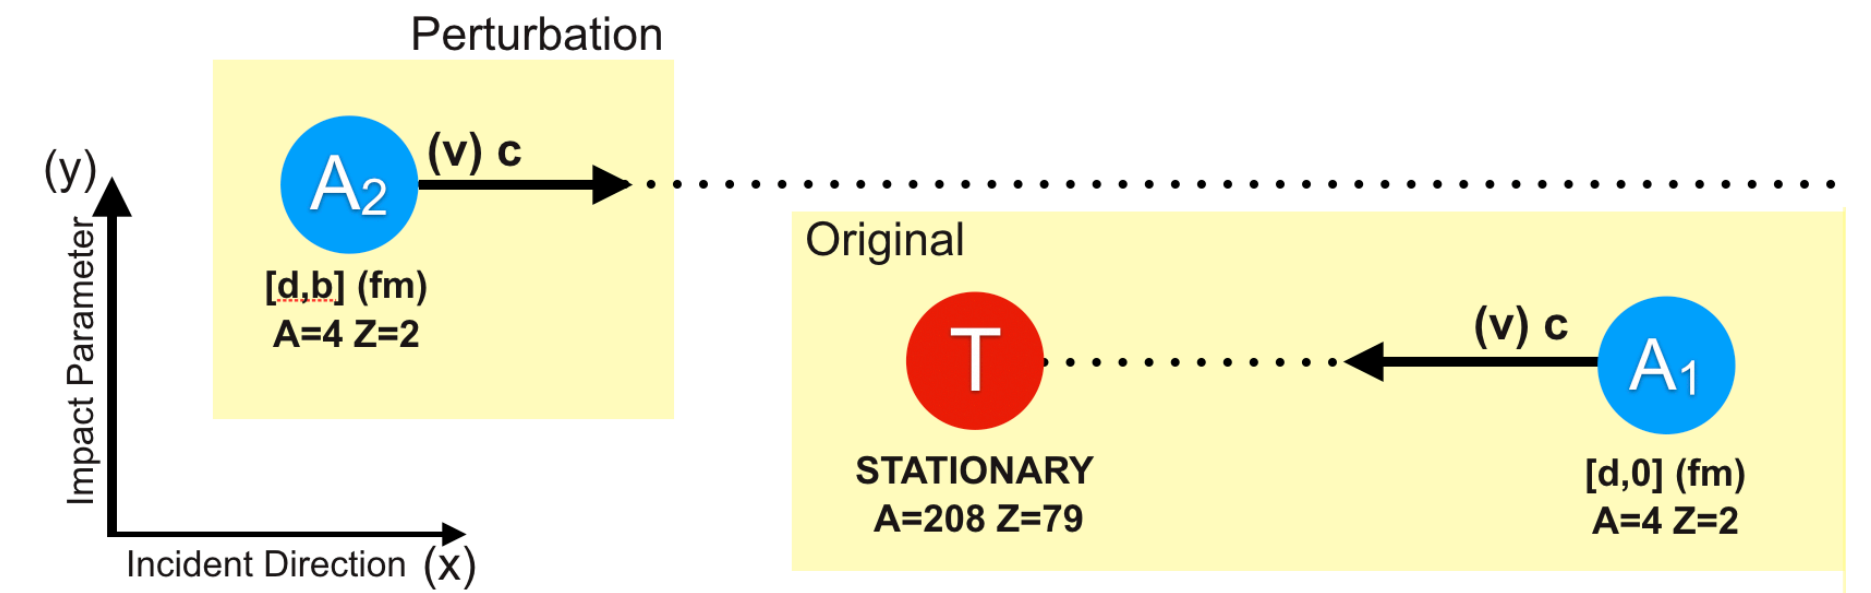 Perturbation
(y)
Impact Parameter
A2
(v) c
[d,b] (fm)
A=4 Z=2
Original
T
STATIONARY
A=208 Z=79
(v) c
A1
[d,0] (fm)
A=4 Z=2
Incident Direction (x)